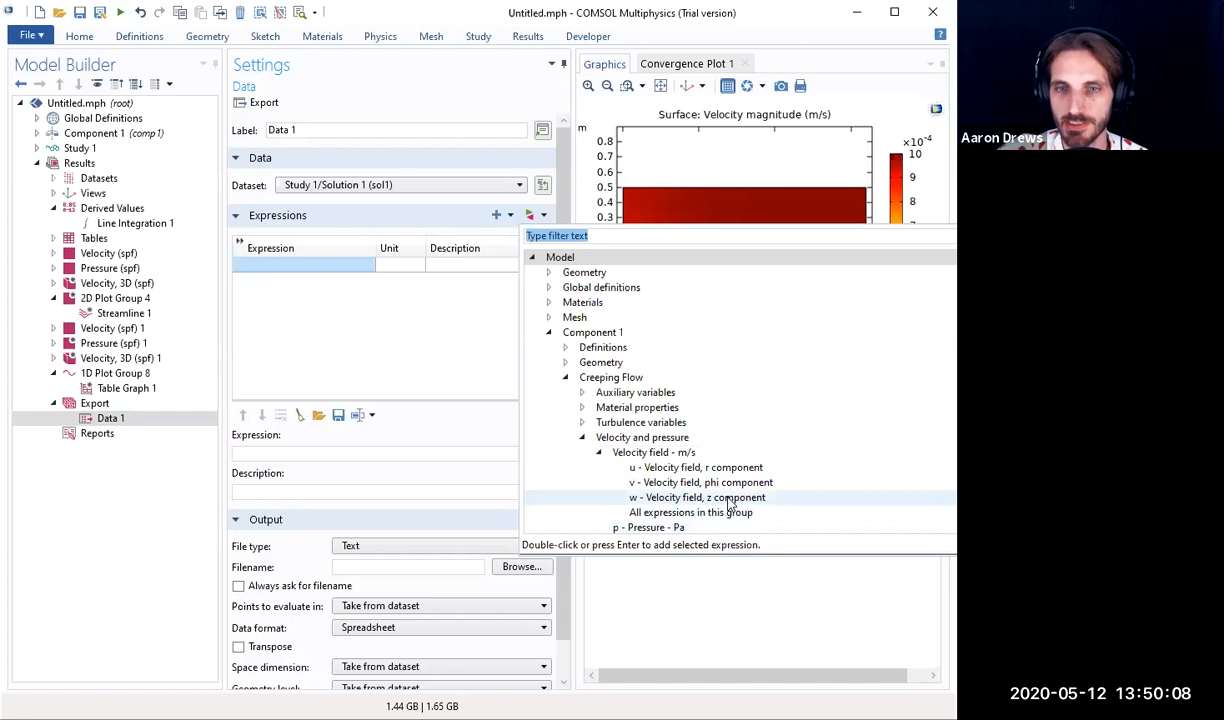 Untitled.mph - COMSOL Multiphysics (Trial version)
File
Home
Definitions
Geometry
Sketch
Materials
Physics
Mesh
Study
Results
Developer
Model Builder
Untitled.mph (root)
Global Definitions
Component 1 (comp1)
Study 1
Results
Datasets
Views
Derived Values
Line Integration 1
Tables
Velocity (spf)
Pressure (spf)
Velocity, 3D (spf)
2D Plot Group 4
Streamline 1
Velocity (spf) 1
Pressure (spf) 1
Velocity, 3D (spf) 1
1D Plot Group 8
Table Graph 1
Export
Data 1
Reports
Settings
Data
Export
Label: Data 1
Data
Dataset: Study 1/Solution 1 (sol1)
Expressions
Expression Unit Description
Expression:
Description:
Output
File type: Text
Filename: Browse...
Always ask for filename
Points to evaluate in: Take from dataset
Data format: Spreadsheet
Transpose
Space dimension: Take from dataset
Geometry level: Take from dataset
Graphics
Convergence Plot 1
Surface: Velocity magnitude (m/s)
m
0.8
0.7
0.6
0.5
0.4
0.3
×10⁻⁴
10
9
8
7
Type filter text
Model
Geometry
Global definitions
Materials
Mesh
Component 1
Definitions
Geometry
Creeping Flow
Auxiliary variables
Material properties
Turbulence variables
Velocity and pressure
Velocity field - m/s
u - Velocity field, r component
v - Velocity field, phi component
w - Velocity field, z component
All expressions in this group
p - Pressure - Pa
Double-click or press Enter to add selected expression.
1.44 GB | 1.65 GB
Aaron Drews
2020-05-12 13:50:08